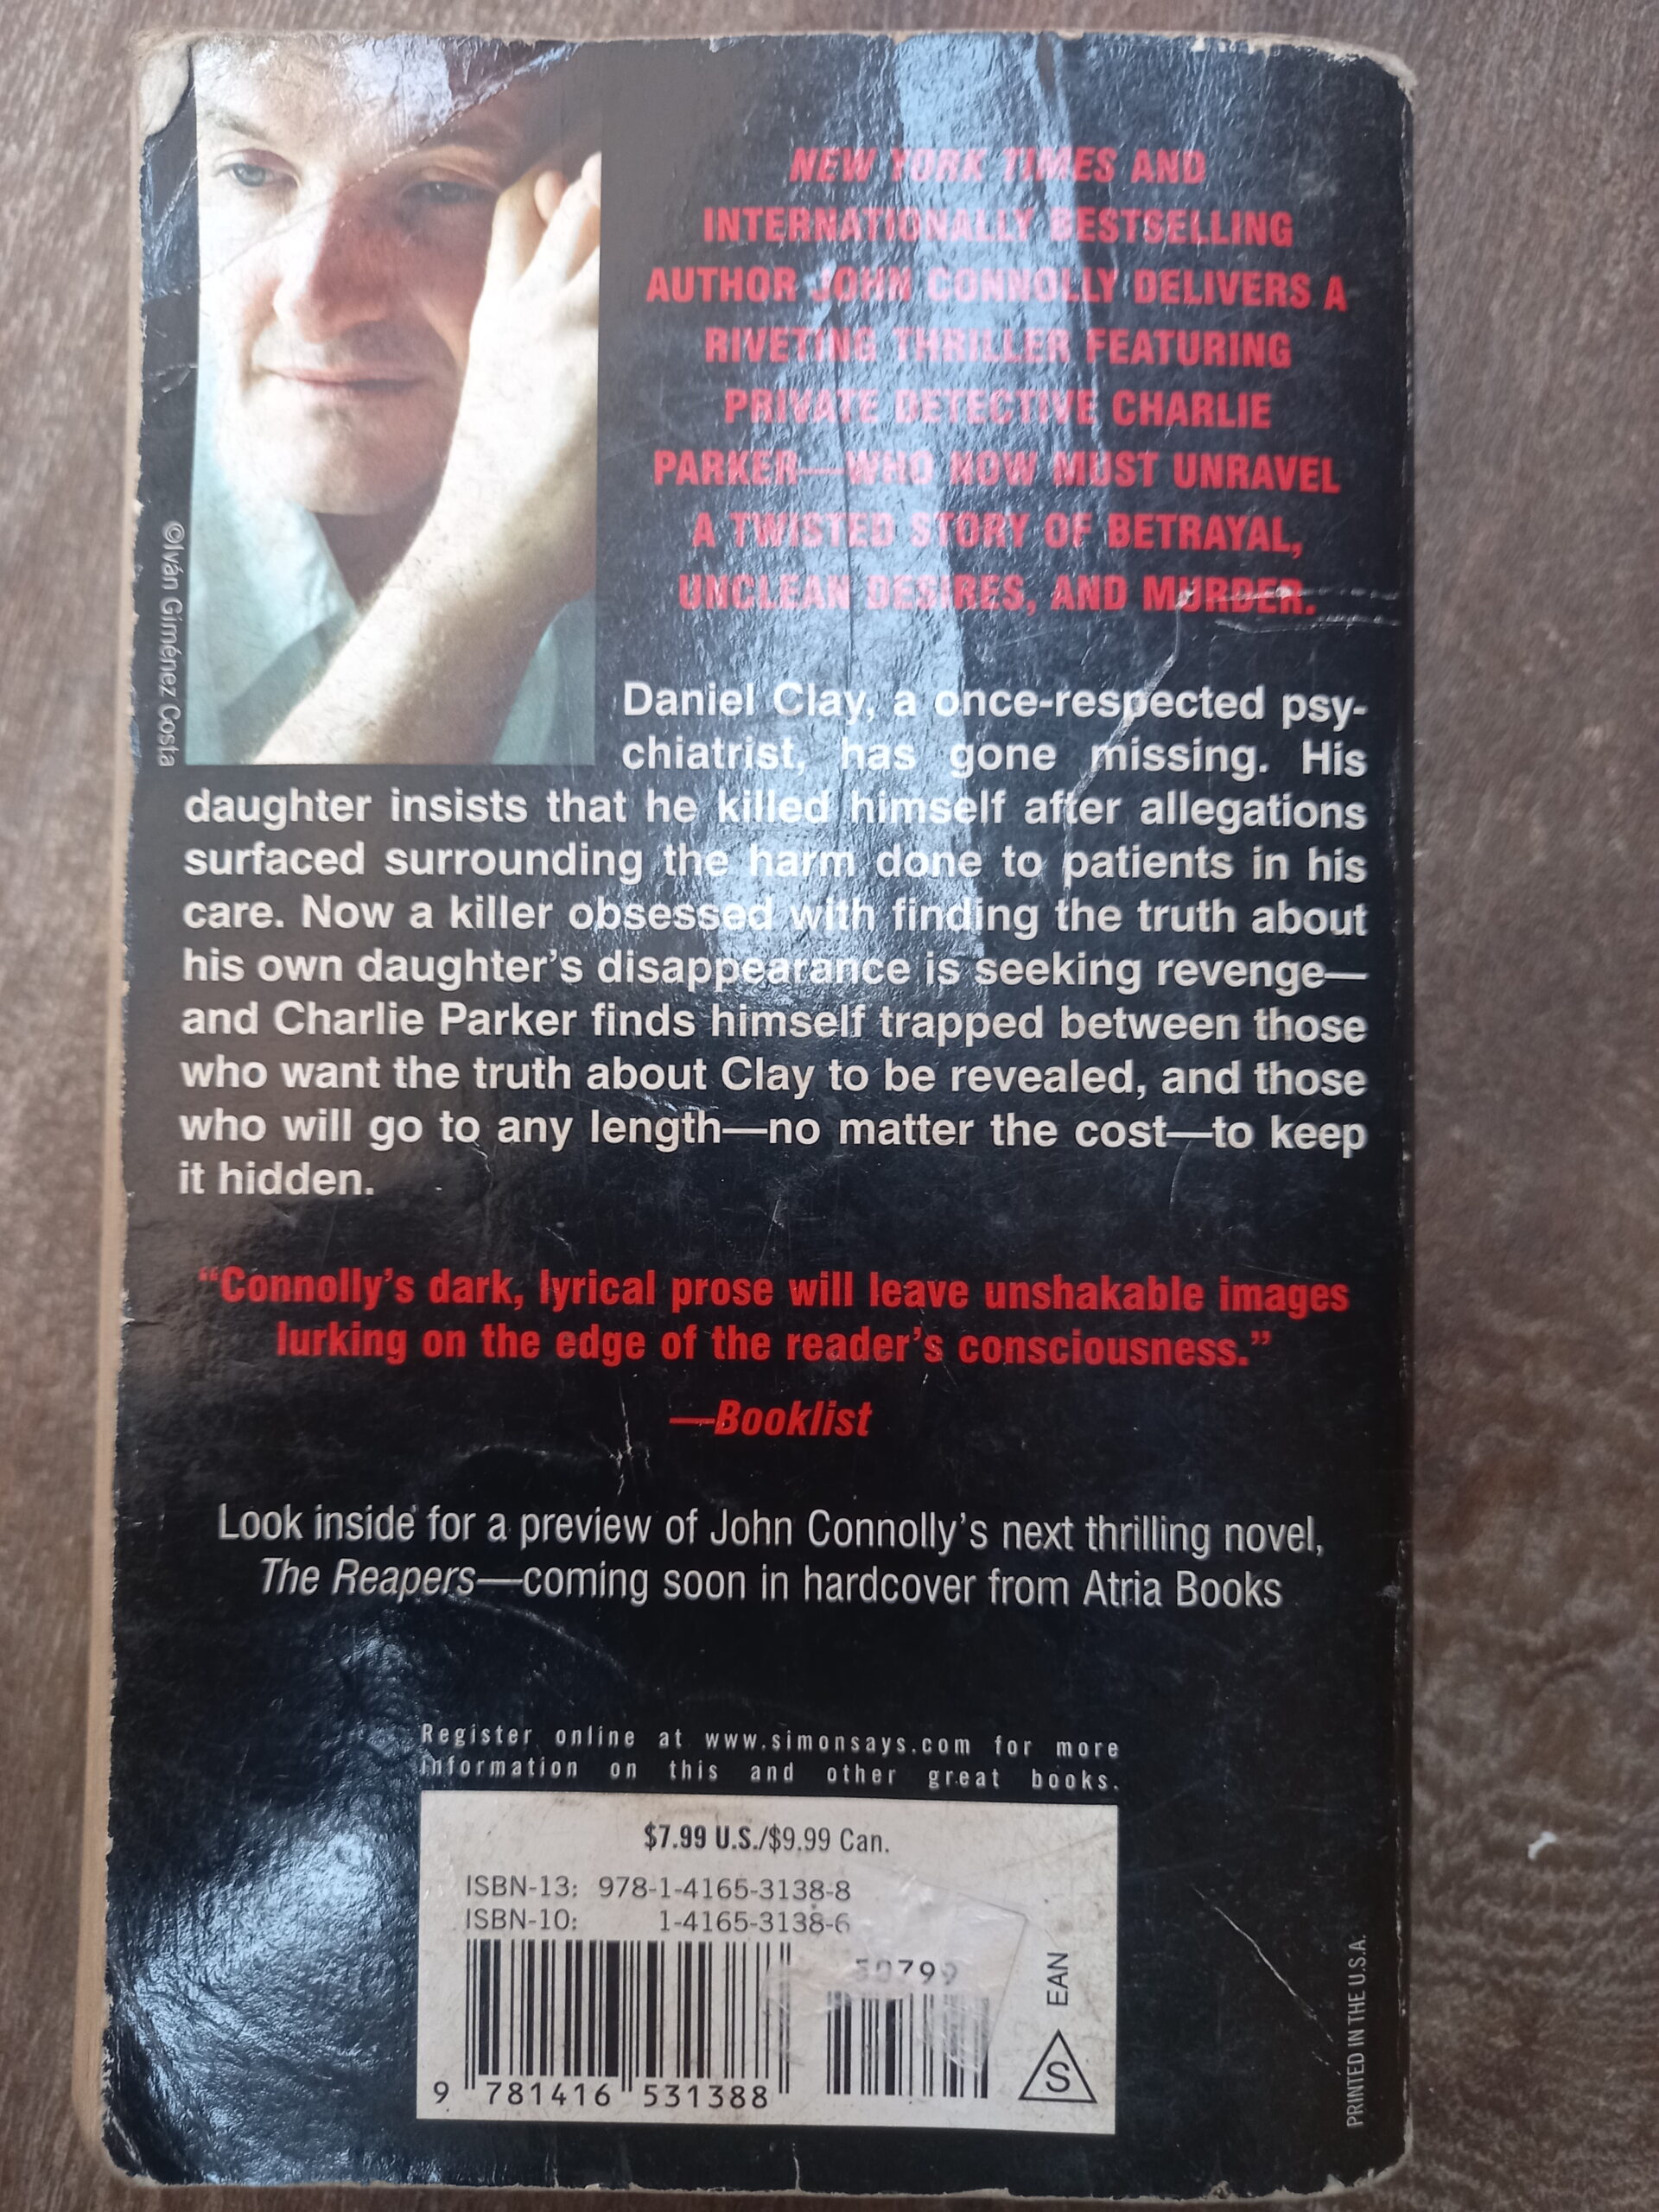 NEW YORK TIMES AND
INTERNATIONALLY BESTSELLING
AUTHOR JOHN CONNOLLY DELIVERS A
RIVETING THRILLER FEATURING
PRIVATE DETECTIVE CHARLIE
PARKER—WHO NOW MUST UNRAVEL
A TWISTED STORY OF BETRAYAL,
UNCLEAN DESIRES, AND MURDER.
©Iván Giménez Costa
Daniel Clay, a once-respected psy-
chiatrist, has gone missing. His
daughter insists that he killed himself after allegations
surfaced surrounding the harm done to patients in his
care. Now a killer obsessed with finding the truth about
his own daughter's disappearance is seeking revenge—
and Charlie Parker finds himself trapped between those
who want the truth about Clay to be revealed, and those
who will go to any length—no matter the cost—to keep
it hidden.
“Connolly's dark, lyrical prose will leave unshakable images
lurking on the edge of the reader's consciousness.”
—Booklist
Look inside for a preview of John Connolly's next thrilling novel,
The Reapers—coming soon in hardcover from Atria Books
Register online at www.simonsays.com for more
information on this and other great books.
$7.99 U.S./$9.99 Can.
ISBN-13: 978-1-4165-3138-8
ISBN-10: 1-4165-3138-6
50799
EAN
S
9 781416 531388
PRINTED IN THE U.S.A.